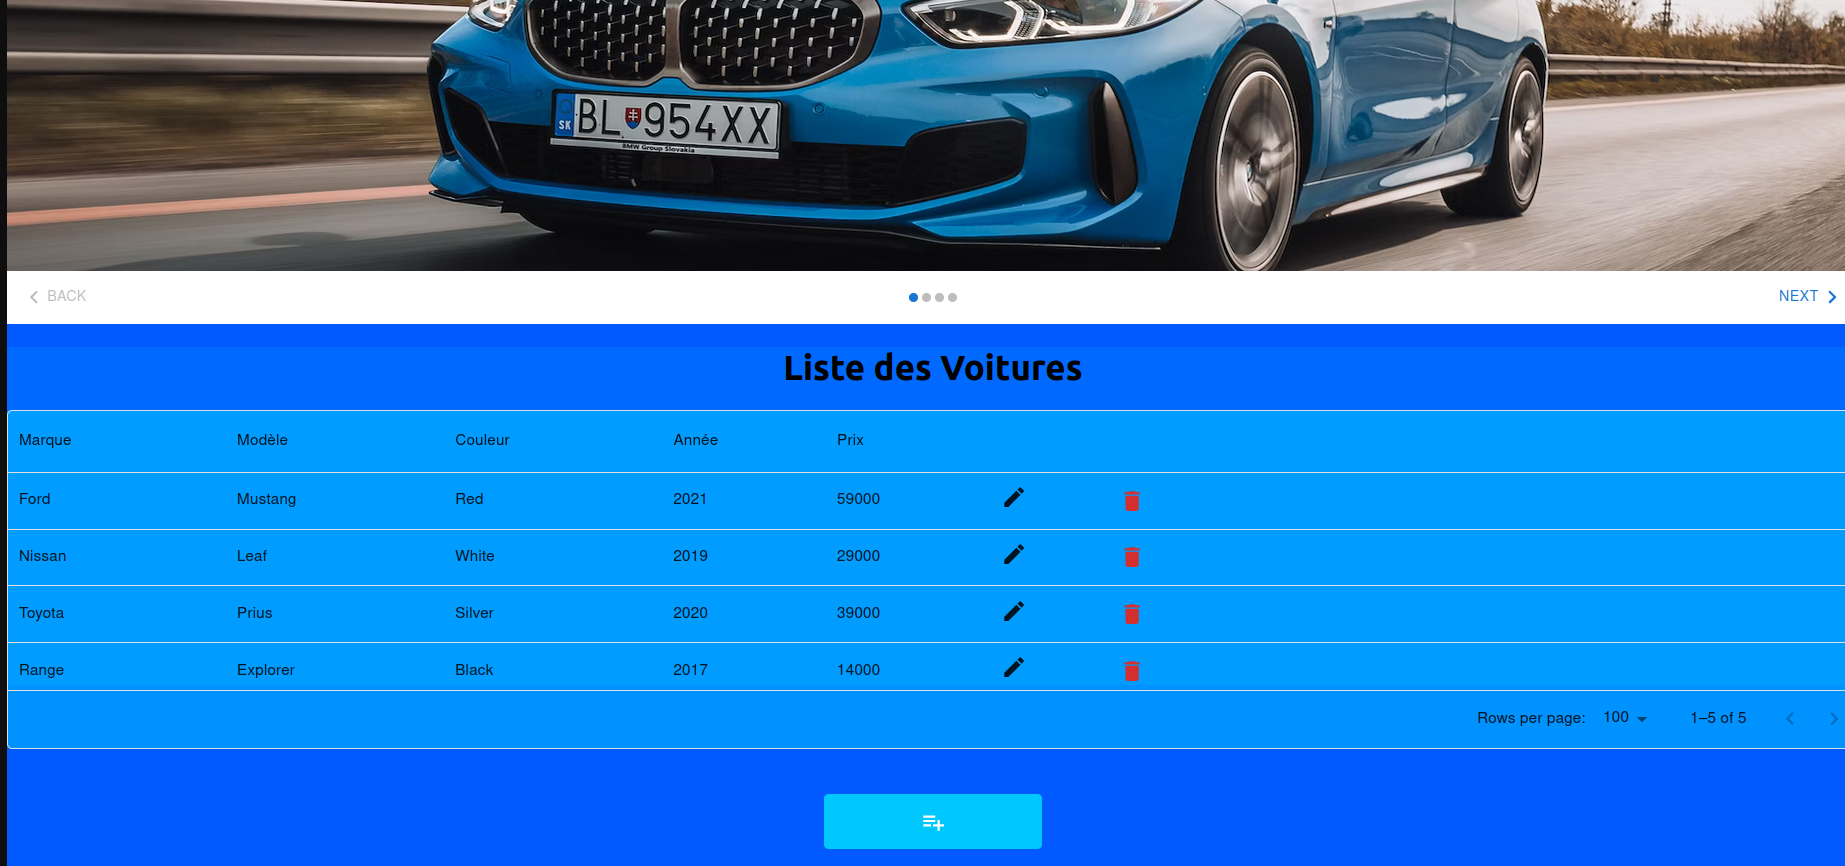 SK BL 954XX
BMW Group Slovakia
BACK NEXT
Liste des Voitures
Marque Modèle Couleur Année Prix
Ford Mustang Red 2021 59000
Nissan Leaf White 2019 29000
Toyota Prius Silver 2020 39000
Range Explorer Black 2017 14000
Rows per page: 100 1–5 of 5